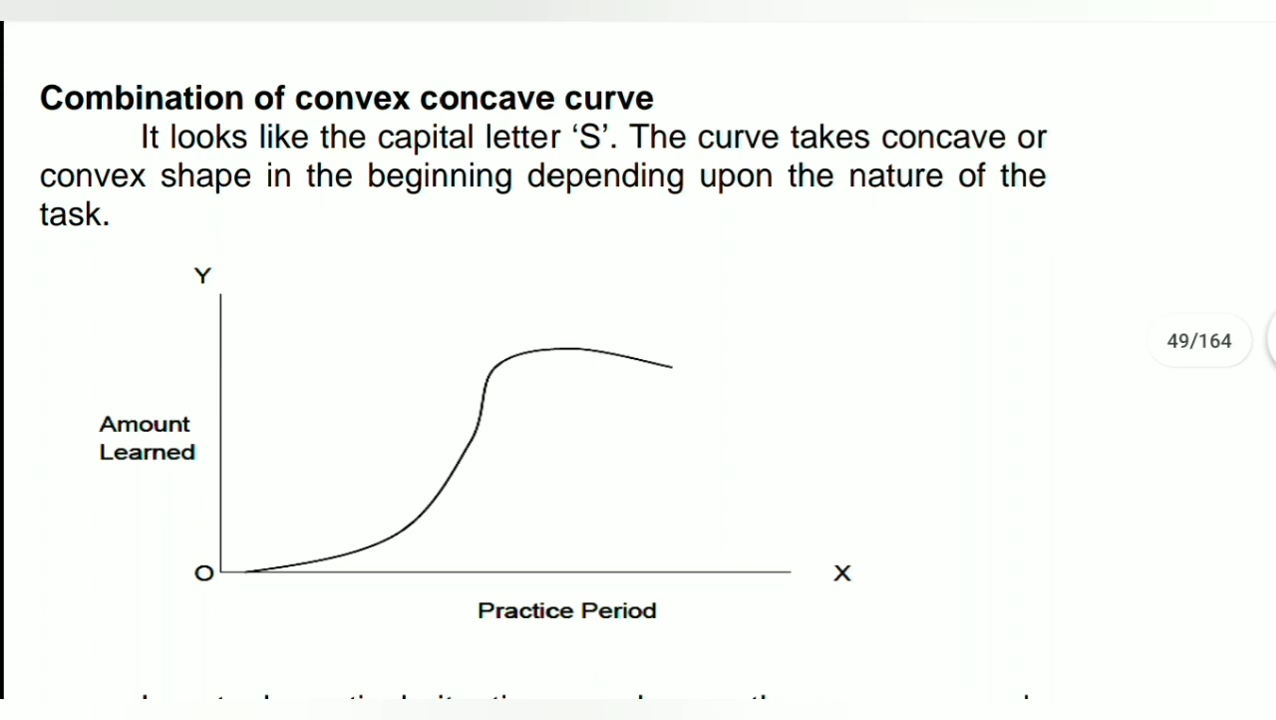 Combination of convex concave curve
It looks like the capital letter ‘S’. The curve takes concave or
convex shape in the beginning depending upon the nature of the
task.
Y
49/164
Amount
Learned
O
X
Practice Period